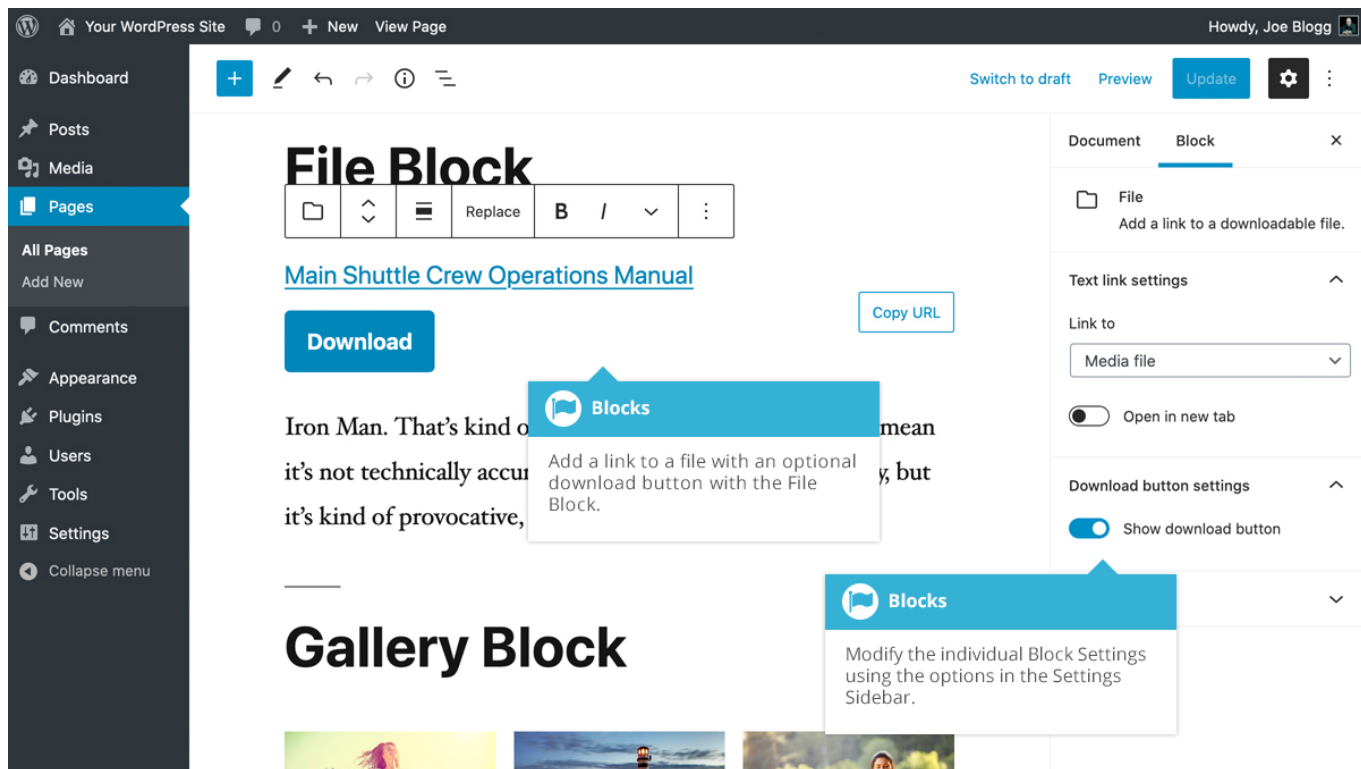 Your WordPress Site 0 New View Page Howdy, Joe Blogg
Dashboard
Posts
Media
Pages
All Pages
Add New
Comments
Appearance
Plugins
Users
Tools
Settings
Collapse menu
Switch to draft Preview Update
File Block
Replace B I
Main Shuttle Crew Operations Manual
Copy URL
Download
Iron Man. That’s kind o mean
it’s not technically accu y, but
it’s kind of provocative,
Blocks
Add a link to a file with an optional
download button with the File
Block.
Gallery Block
Document Block
File
Add a link to a downloadable file.
Text link settings
Link to
Media file
Open in new tab
Download button settings
Show download button
Blocks
Modify the individual Block Settings
using the options in the Settings
Sidebar.